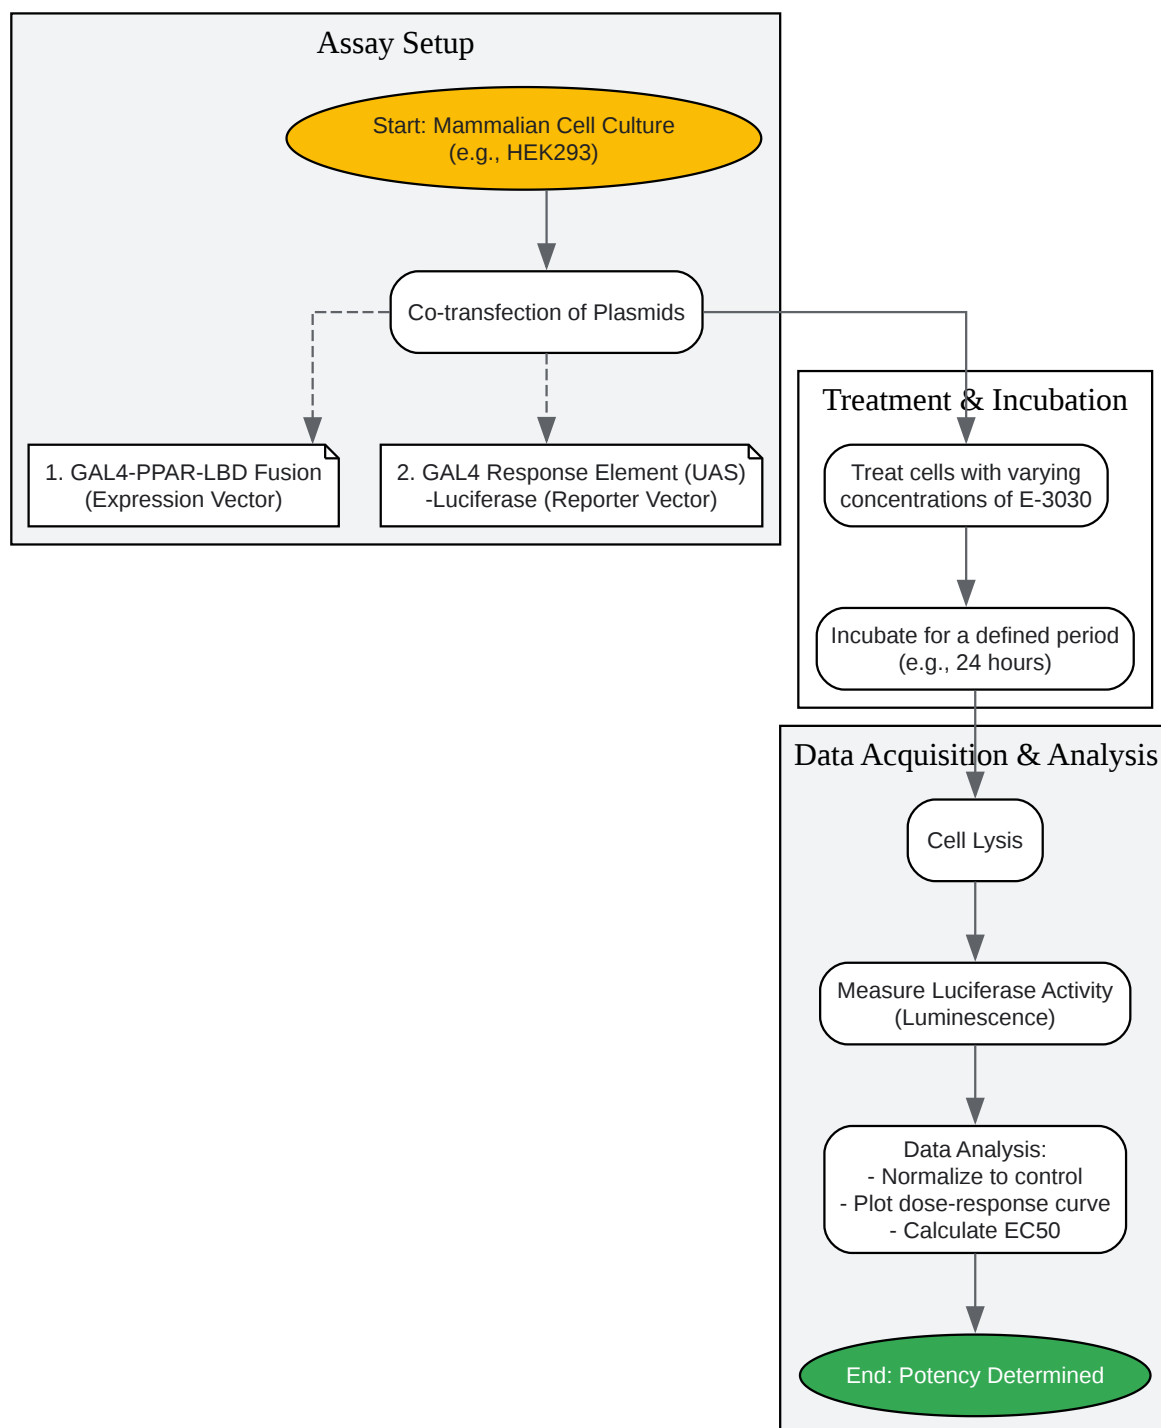 Assay Setup
Start: Mammalian Cell Culture
(e.g., HEK293)
Co-transfection of Plasmids
1. GAL4-PPAR-LBD Fusion
(Expression Vector)
2. GAL4 Response Element (UAS)
-Luciferase (Reporter Vector)
Treatment & Incubation
Treat cells with varying
concentrations of E-3030
Incubate for a defined period
(e.g., 24 hours)
Data Acquisition & Analysis
Cell Lysis
Measure Luciferase Activity
(Luminescence)
Data Analysis:
- Normalize to control
- Plot dose-response curve
- Calculate EC50
End: Potency Determined